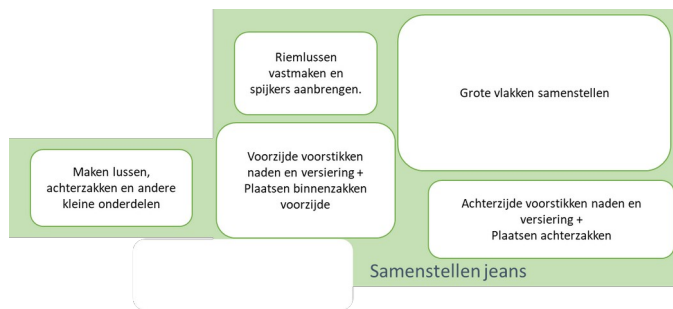 Riemlussen
vastmaken en
spijkers aanbrengen.
Grote vlakken samenstellen
Maken lussen,
achterzakken en andere
kleine onderdelen
Voorzijde voorstikken
naden en versiering +
Plaatsen binnenzakken
voorzijde
Achterzijde voorstikken naden en
versiering +
Plaatsen achterzakken
Samenstellen jeans